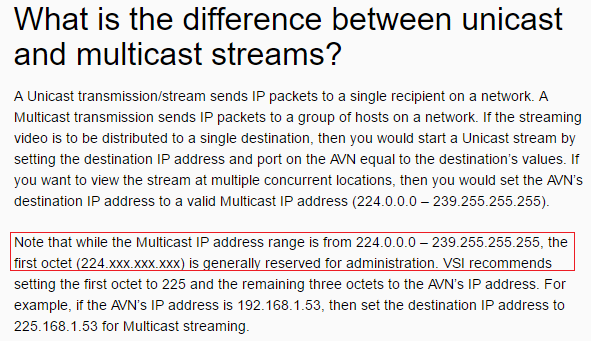 What is the difference between unicast
and multicast streams?
A Unicast transmission/stream sends IP packets to a single recipient on a network. A
Multicast transmission sends IP packets to a group of hosts on a network. If the streaming
video is to be distributed to a single destination, then you would start a Unicast stream by
setting the destination IP address and port on the AVN equal to the destination's values. If
you want to view the stream at multiple concurrent locations, then you would set the AVN's
destination IP address to a valid Multicast IP address (224.0.0.0 – 239.255.255.255).
Note that while the Multicast IP address range is from 224.0.0.0 – 239.255.255.255, the
first octet (224.xxx.xxx.xxx) is generally reserved for administration. VSI recommends
setting the first octet to 225 and the remaining three octets to the AVN's IP address. For
example, if the AVN's IP address is 192.168.1.53, then set the destination IP address to
225.168.1.53 for Multicast streaming.